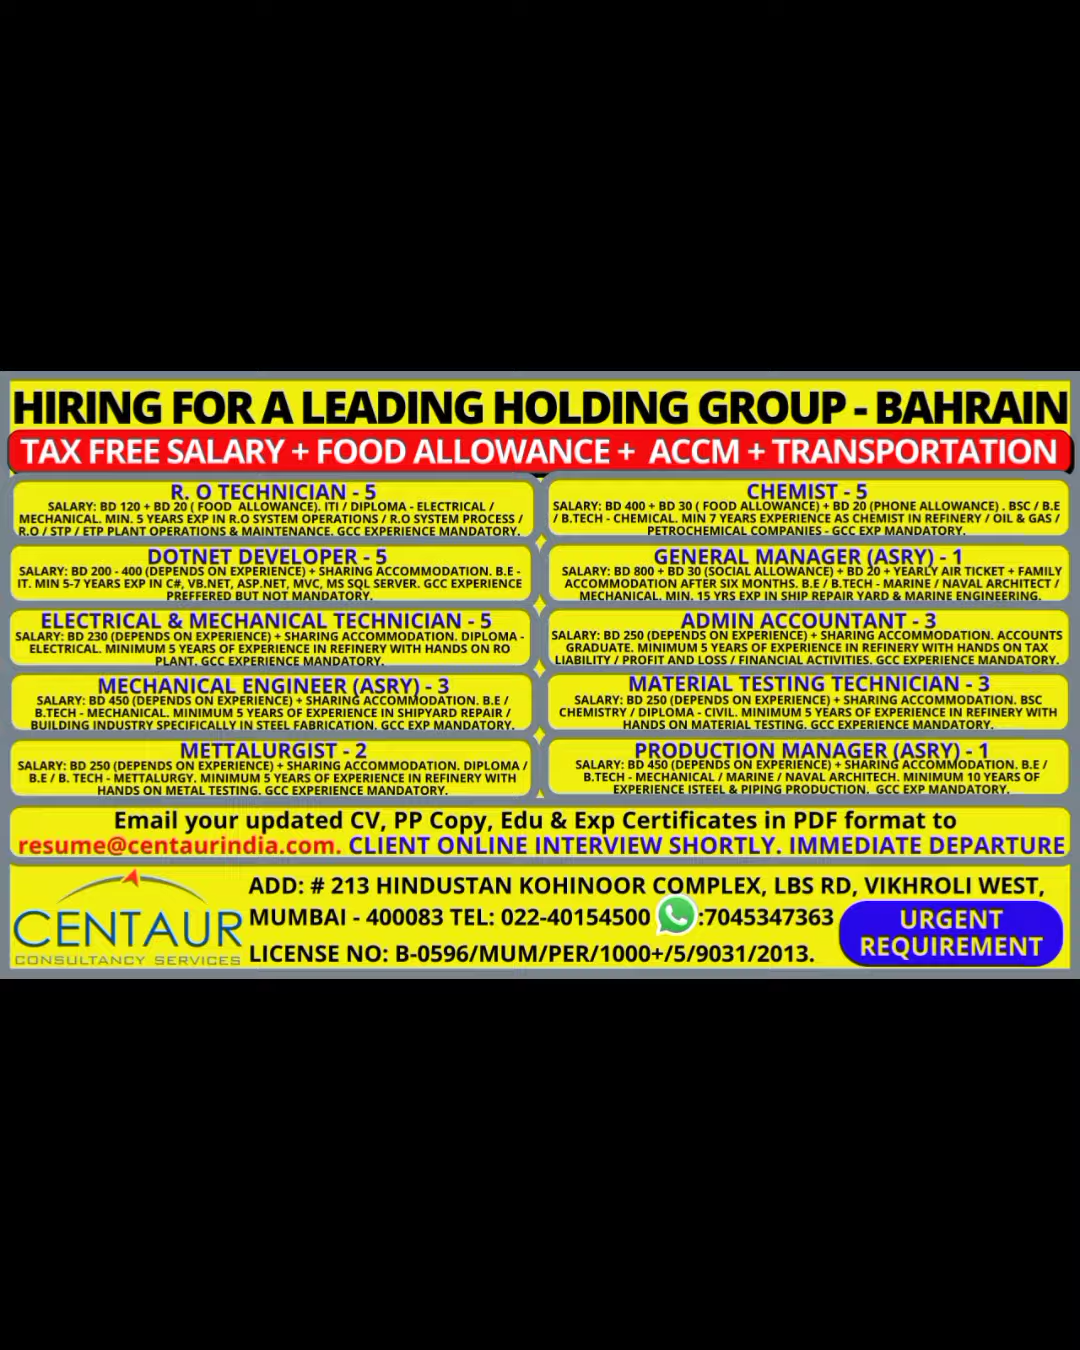 HIRING FOR A LEADING HOLDING GROUP - BAHRAIN
TAX FREE SALARY + FOOD ALLOWANCE + ACCM + TRANSPORTATION
R. O TECHNICIAN - 5
SALARY: BD 120 + BD 20 ( FOOD ALLOWANCE). ITI / DIPLOMA - ELECTRICAL /
MECHANICAL. MIN. 5 YEARS EXP IN R.O SYSTEM OPERATIONS / R.O SYSTEM PROCESS /
R.O / STP / ETP PLANT OPERATIONS & MAINTENANCE. GCC EXPERIENCE MANDATORY.
DOTNET DEVELOPER - 5
SALARY: BD 200 - 400 (DEPENDS ON EXPERIENCE) + SHARING ACCOMMODATION. B.E -
IT. MIN 5-7 YEARS EXP IN C#, VB.NET, ASP.NET, MVC, MS SQL SERVER. GCC EXPERIENCE
PREFFERED BUT NOT MANDATORY.
ELECTRICAL & MECHANICAL TECHNICIAN - 5
SALARY: BD 230 (DEPENDS ON EXPERIENCE) + SHARING ACCOMMODATION. DIPLOMA -
ELECTRICAL. MINIMUM 5 YEARS OF EXPERIENCE IN REFINERY WITH HANDS ON RO
PLANT. GCC EXPERIENCE MANDATORY.
MECHANICAL ENGINEER (ASRY) - 3
SALARY: BD 450 (DEPENDS ON EXPERIENCE) + SHARING ACCOMMODATION. B.E /
B.TECH - MECHANICAL. MINIMUM 5 YEARS OF EXPERIENCE IN SHIPYARD REPAIR /
BUILDING INDUSTRY SPECIFICALLY IN STEEL FABRICATION. GCC EXP MANDATORY.
METTALURGIST - 2
SALARY: BD 250 (DEPENDS ON EXPERIENCE) + SHARING ACCOMMODATION. DIPLOMA /
B.E / B. TECH - METTALURGY. MINIMUM 5 YEARS OF EXPERIENCE IN REFINERY WITH
HANDS ON METAL TESTING. GCC EXPERIENCE MANDATORY.
CHEMIST - 5
SALARY: BD 400 + BD 30 ( FOOD ALLOWANCE) + BD 20 (PHONE ALLOWANCE) . BSC / B.E
/ B.TECH - CHEMICAL. MIN 7 YEARS EXPERIENCE AS CHEMIST IN REFINERY / OIL & GAS /
PETROCHEMICAL COMPANIES - GCC EXP MANDATORY.
GENERAL MANAGER (ASRY) - 1
SALARY: BD 800 + BD 30 (SOCIAL ALLOWANCE) + BD 20 + YEARLY AIR TICKET + FAMILY
ACCOMMODATION AFTER SIX MONTHS. B.E / B.TECH - MARINE / NAVAL ARCHITECT /
MECHANICAL. MIN. 15 YRS EXP IN SHIP REPAIR YARD & MARINE ENGINEERING.
ADMIN ACCOUNTANT - 3
SALARY: BD 250 (DEPENDS ON EXPERIENCE) + SHARING ACCOMMODATION. ACCOUNTS
GRADUATE. MINIMUM 5 YEARS OF EXPERIENCE IN REFINERY WITH HANDS ON TAX
LIABILITY / PROFIT AND LOSS / FINANCIAL ACTIVITIES. GCC EXPERIENCE MANDATORY.
MATERIAL TESTING TECHNICIAN - 3
SALARY: BD 250 (DEPENDS ON EXPERIENCE) + SHARING ACCOMMODATION. BSC
CHEMISTRY / DIPLOMA - CIVIL. MINIMUM 5 YEARS OF EXPERIENCE IN REFINERY WITH
HANDS ON MATERIAL TESTING. GCC EXPERIENCE MANDATORY.
PRODUCTION MANAGER (ASRY) - 1
SALARY: BD 450 (DEPENDS ON EXPERIENCE) + SHARING ACCOMMODATION. B.E /
B.TECH - MECHANICAL / MARINE / NAVAL ARCHITECH. MINIMUM 10 YEARS OF
EXPERIENCE ISTEEL & PIPING PRODUCTION. GCC EXP MANDATORY.
Email your updated CV, PP Copy, Edu & Exp Certificates in PDF format to
resume@centaurindia.com. CLIENT ONLINE INTERVIEW SHORTLY. IMMEDIATE DEPARTURE
CENTAUR
CONSULTANCY SERVICES
ADD: # 213 HINDUSTAN KOHINOOR COMPLEX, LBS RD, VIKHROLI WEST,
MUMBAI - 400083 TEL: 022-40154500 :7045347363
LICENSE NO: B-0596/MUM/PER/1000+/5/9031/2013.
URGENT
REQUIREMENT